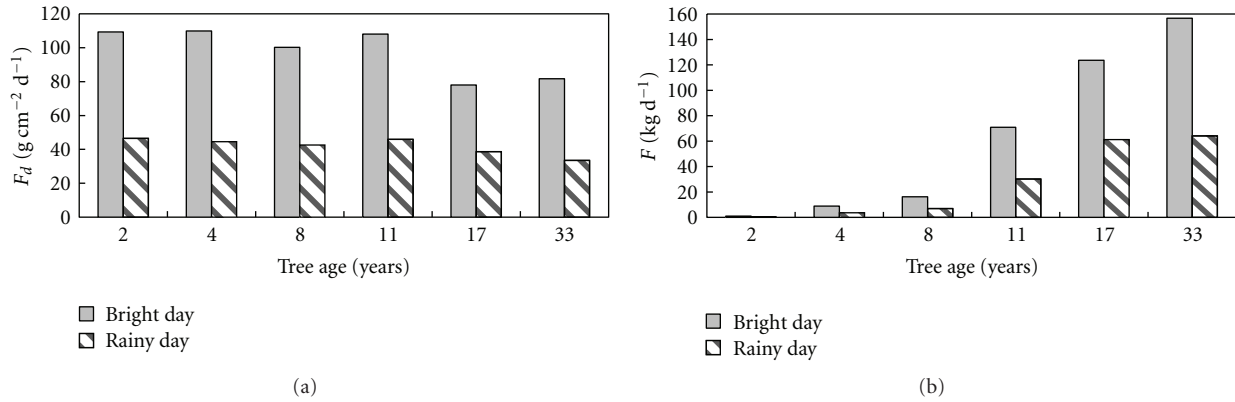 120
100
80
60
40
20
0
F_d (g cm⁻² d⁻¹)
2 4 8 11 17 33
Tree age (years)
Bright day
Rainy day
(a)
160
140
120
100
80
60
40
20
0
F (kg d⁻¹)
2 4 8 11 17 33
Tree age (years)
Bright day
Rainy day
(b)